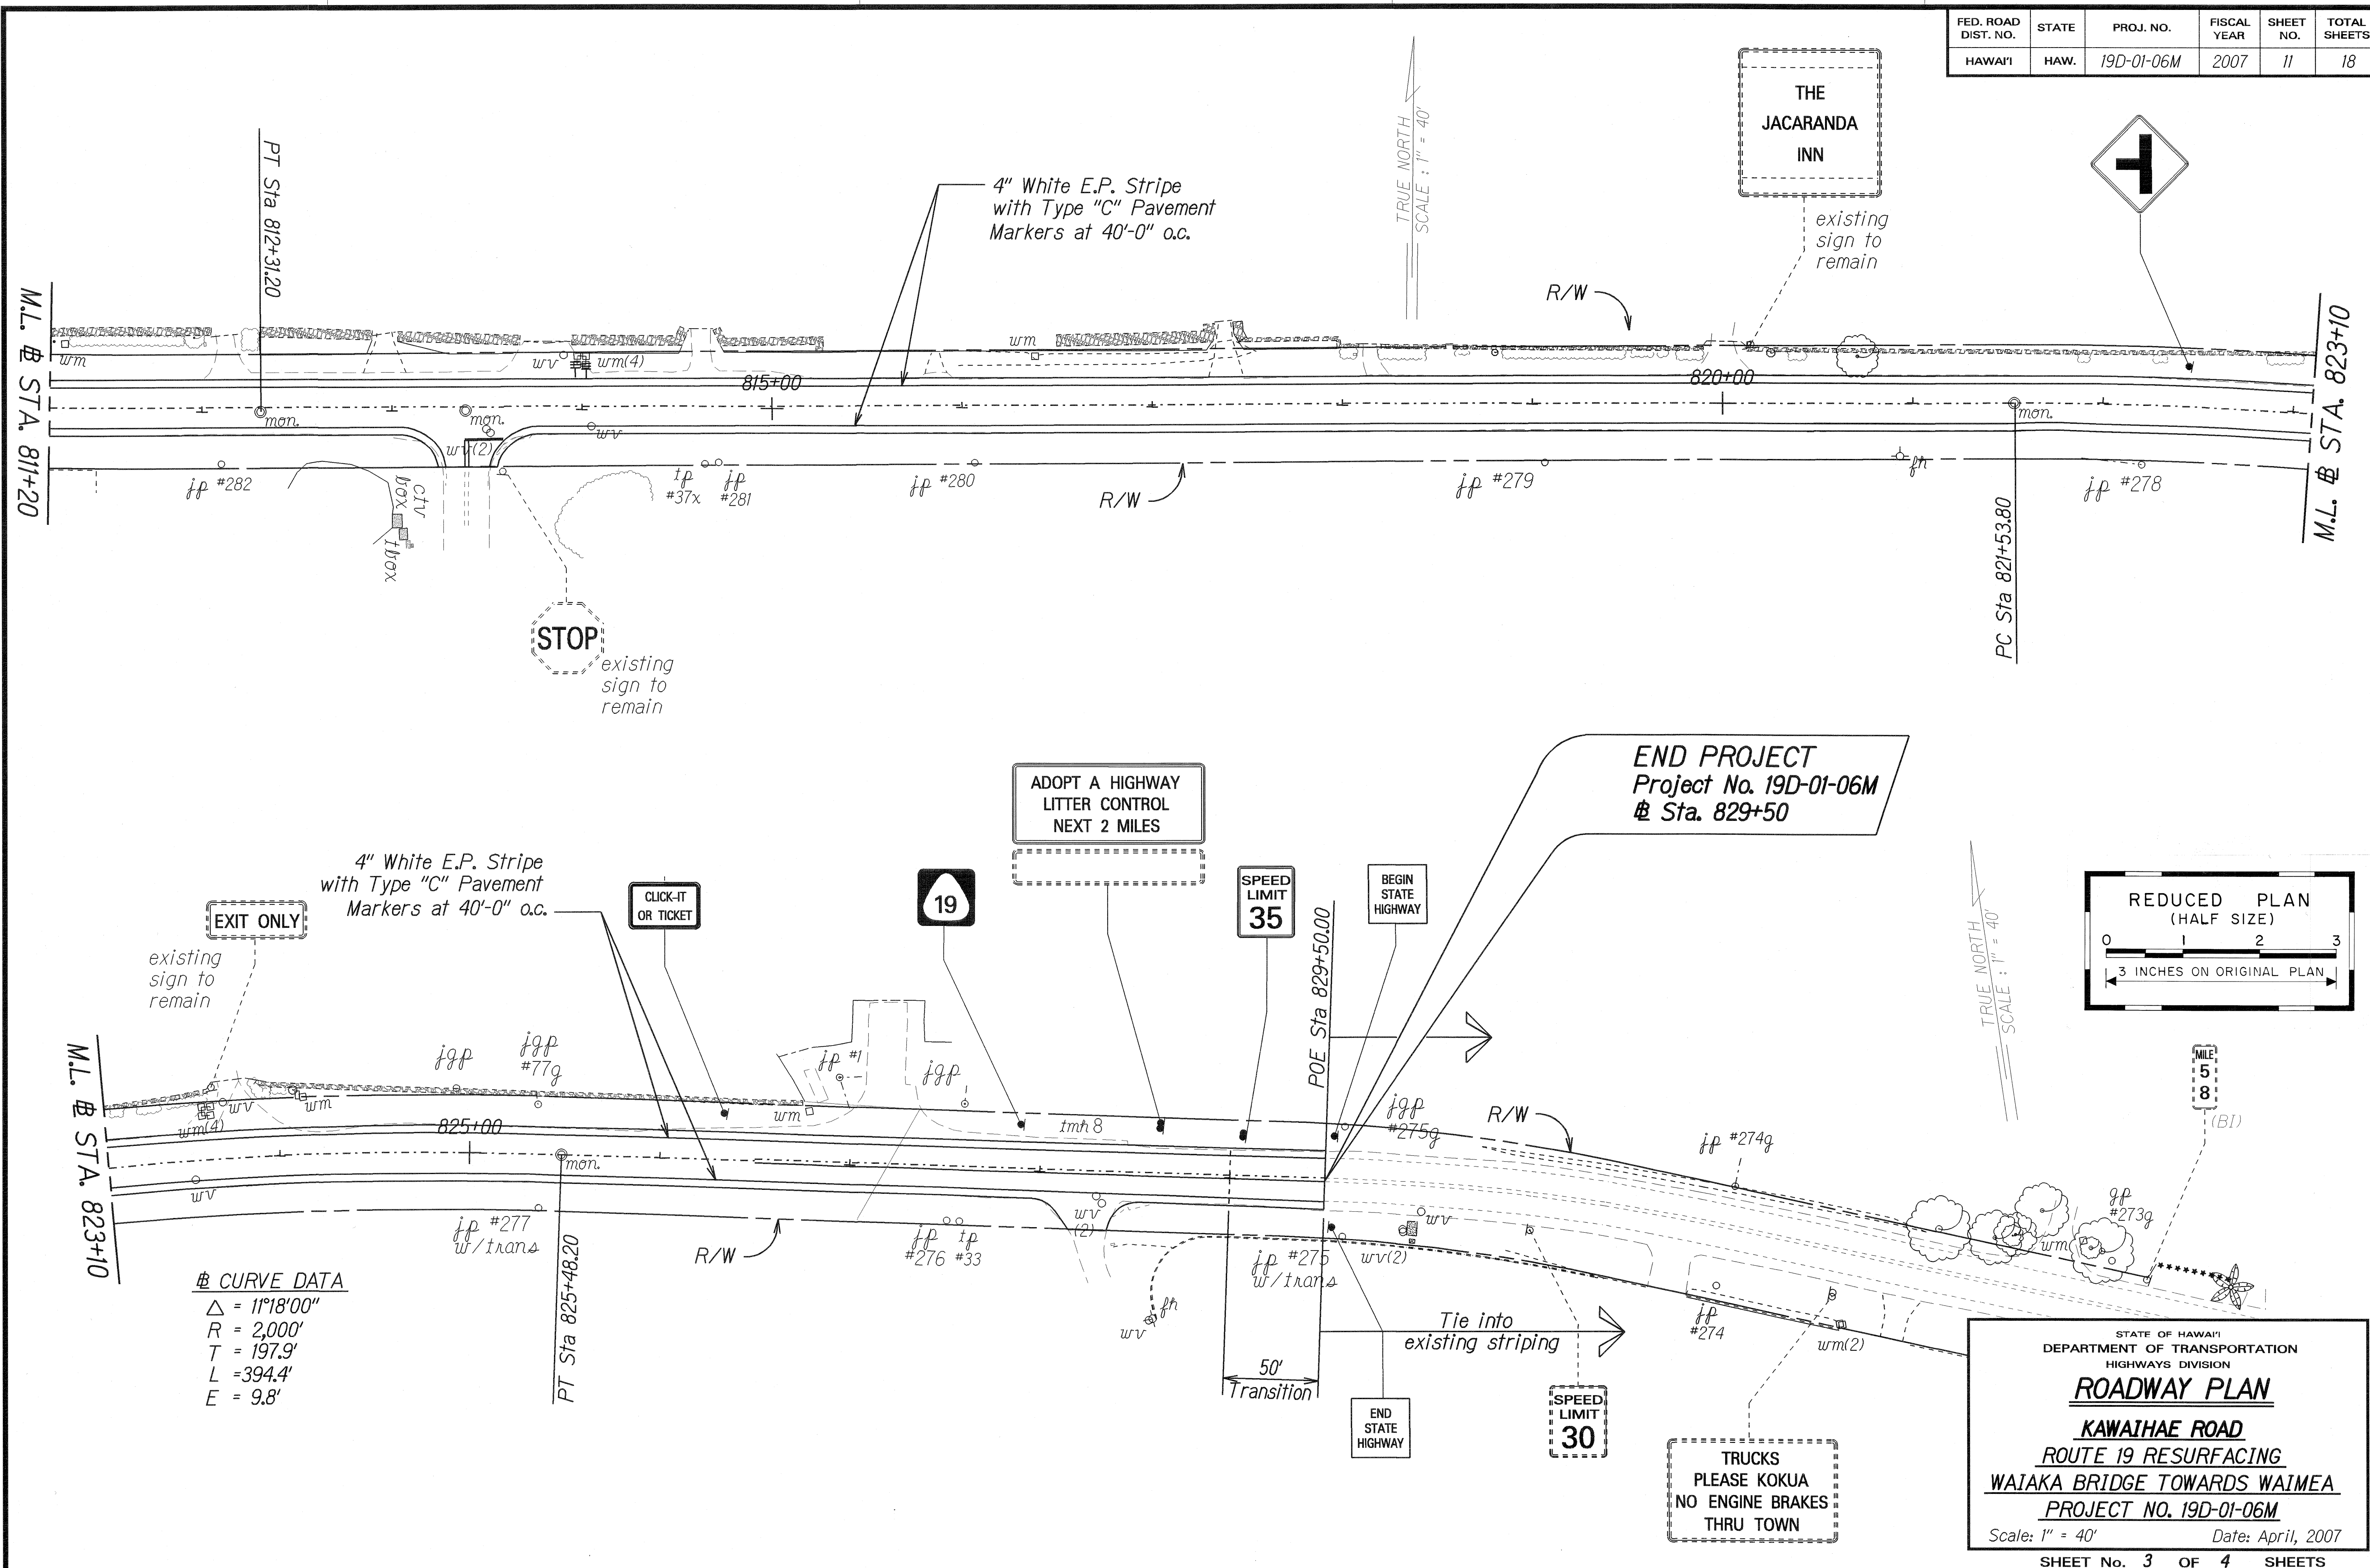 FED. ROAD DIST. NO. STATE PROJ. NO. FISCAL YEAR SHEET NO. TOTAL SHEETS
HAWAI'I HAW. 19D-01-06M 2007 11 18
THE
JACARANDA
INN
existing
sign to
remain
TRUE NORTH
SCALE : 1" = 40'
PT Sta 812+31.20
4" White E.P. Stripe
with Type "C" Pavement
Markers at 40'-0" o.c.
R/W
M.L. ⅊ STA. 811+20
wm
wv
wm(4)
wm
815+00
820+00
mon.
mon.
mon.
wv(2)
wv
jp #282
ctv
box
tbox
tp
#37x
jp
#281
jp #280
R/W
jp #279
fh
jp #278
PC Sta 821+53.80
M.L. ⅊ STA. 823+10
STOP
existing
sign to
remain
END PROJECT
Project No. 19D-01-06M
⅊ Sta. 829+50
ADOPT A HIGHWAY
LITTER CONTROL
NEXT 2 MILES
4" White E.P. Stripe
with Type "C" Pavement
Markers at 40'-0" o.c.
EXIT ONLY
existing
sign to
remain
CLICK-IT
OR TICKET
19
SPEED
LIMIT
35
BEGIN
STATE
HIGHWAY
POE Sta 829+50.00
TRUE NORTH
SCALE : 1" = 40'
REDUCED PLAN
(HALF SIZE)
0 1 2 3
3 INCHES ON ORIGINAL PLAN
MILE
5
8
(BI)
M.L. ⅊ STA. 823+10
wm(4)
wv
wm
jgp
jgp
#77g
jp #1
wm
jgp
tmh 8
jgp
#275g
R/W
jp #274g
gp
#273g
wm
825+00
mon.
wv
jp #277
w/trans
PT Sta 825+48.20
R/W
jp
#276
tp
#33
wv
(2)
wv
fh
jp #275
w/trans
wv(2)
wv
jp
#274
wm(2)
⅊ CURVE DATA
△ = 11°18'00"
R = 2,000'
T = 197.9'
L =394.4'
E = 9.8'
50'
Transition
Tie into
existing striping
END
STATE
HIGHWAY
SPEED
LIMIT
30
TRUCKS
PLEASE KOKUA
NO ENGINE BRAKES
THRU TOWN
STATE OF HAWAI'I
DEPARTMENT OF TRANSPORTATION
HIGHWAYS DIVISION
ROADWAY PLAN
KAWAIHAE ROAD
ROUTE 19 RESURFACING
WAIAKA BRIDGE TOWARDS WAIMEA
PROJECT NO. 19D-01-06M
Scale: 1" = 40' Date: April, 2007
SHEET No. 3 OF 4 SHEETS